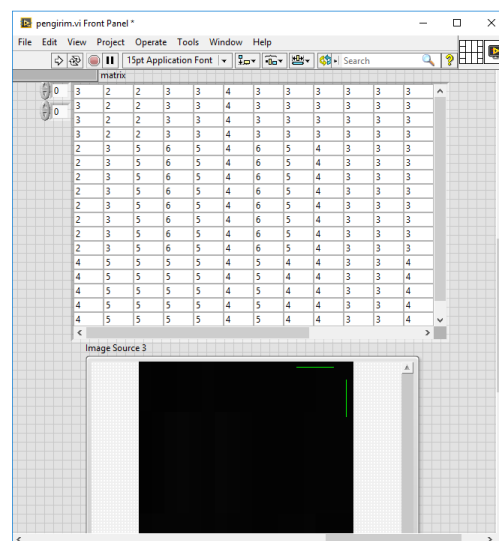 pengirim.vi Front Panel *
File Edit View Project Operate Tools Window Help
15pt Application Font Search
matrix
0 3 2 2 3 3 4 3 3 3 3 3 3
0 3 2 2 3 3 4 3 3 3 3 3 3
3 2 2 3 3 4 3 3 3 3 3 3
3 2 2 3 3 4 3 3 3 3 3 3
2 3 5 6 5 4 6 5 4 3 3 3
2 3 5 6 5 4 6 5 4 3 3 3
2 3 5 6 5 4 6 5 4 3 3 3
2 3 5 6 5 4 6 5 4 3 3 3
2 3 5 6 5 4 6 5 4 3 3 3
2 3 5 6 5 4 6 5 4 3 3 3
2 3 5 6 5 4 6 5 4 3 3 3
2 3 5 6 5 4 6 5 4 3 3 3
4 5 5 5 5 4 5 4 4 3 3 4
4 5 5 5 5 4 5 4 4 3 3 4
4 5 5 5 5 4 5 4 4 3 3 4
4 5 5 5 5 4 5 4 4 3 3 4
4 5 5 5 5 4 5 4 4 3 3 4
Image Source 3